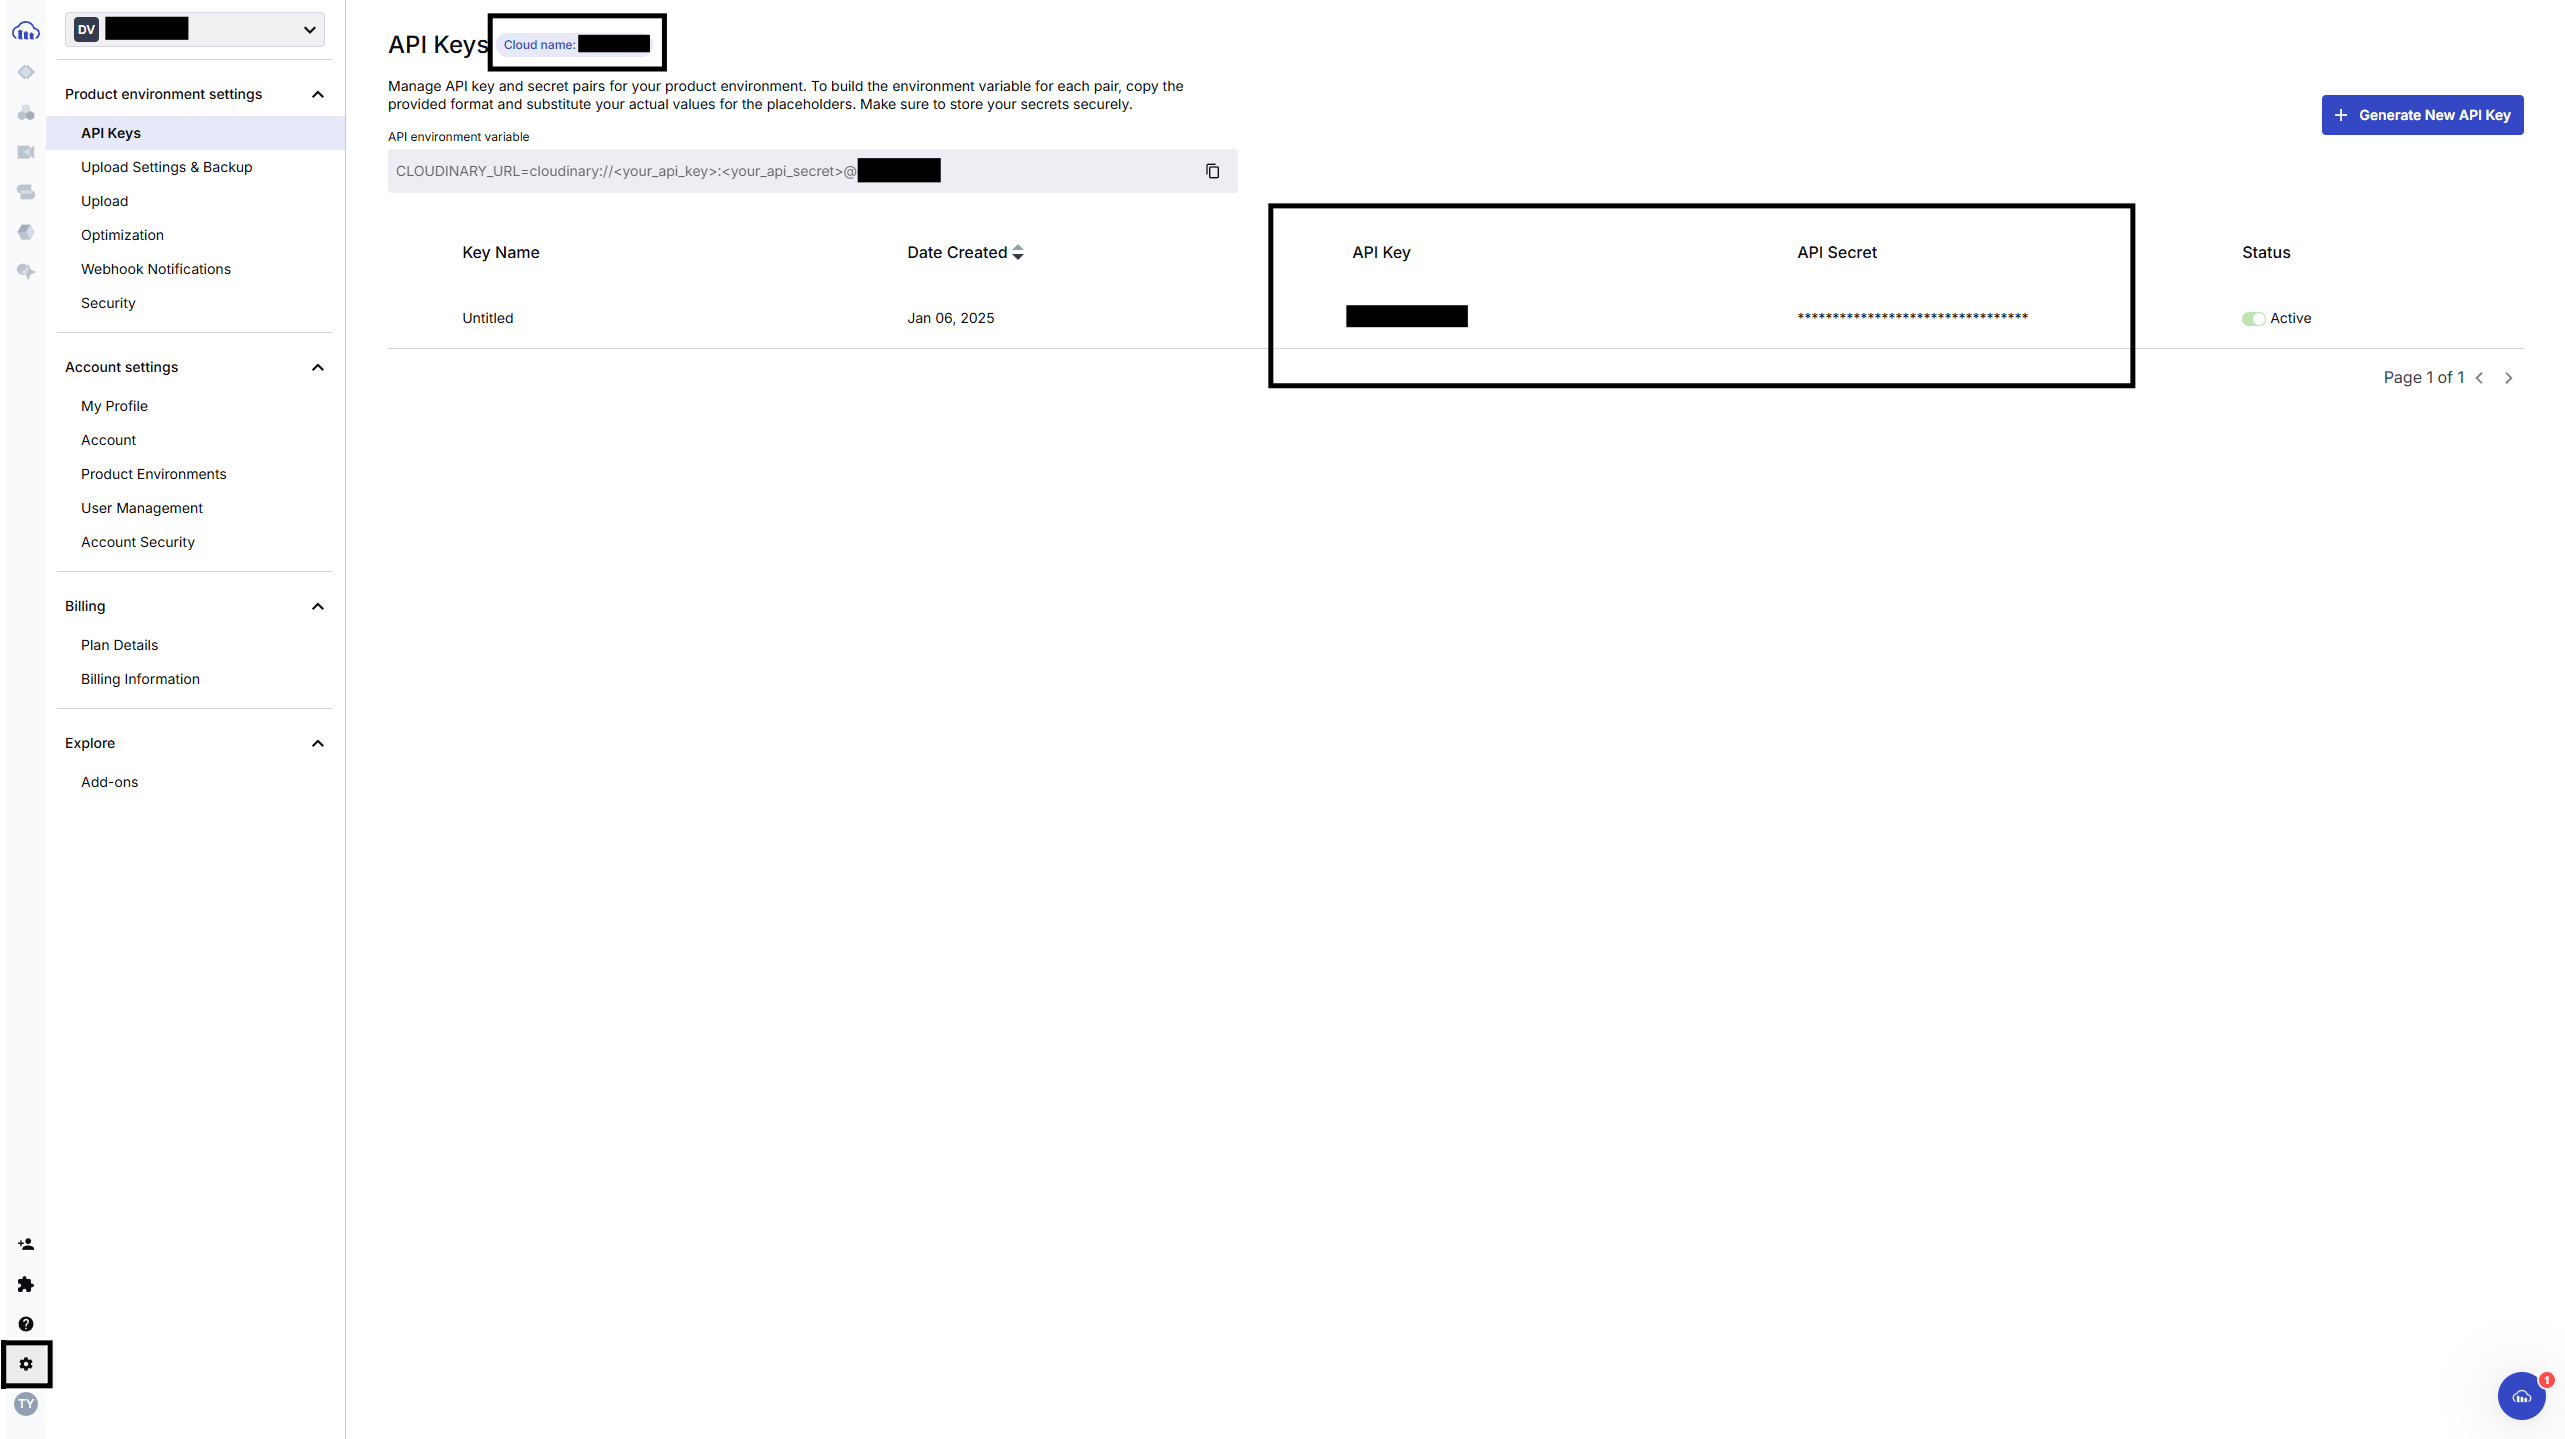 DV
Product environment settings
API Keys
Upload Settings & Backup
Upload
Optimization
Webhook Notifications
Security
Account settings
My Profile
Account
Product Environments
User Management
Account Security
Billing
Plan Details
Billing Information
Explore
Add-ons
TY
API Keys Cloud name:
Manage API key and secret pairs for your product environment. To build the environment variable for each pair, copy the
provided format and substitute your actual values for the placeholders. Make sure to store your secrets securely.
Generate New API Key
API environment variable
CLOUDINARY_URL=cloudinary://<your_api_key>:<your_api_secret>@
Key Name Date Created API Key API Secret Status
Untitled Jan 06, 2025 ********************************* Active
Page 1 of 1
1